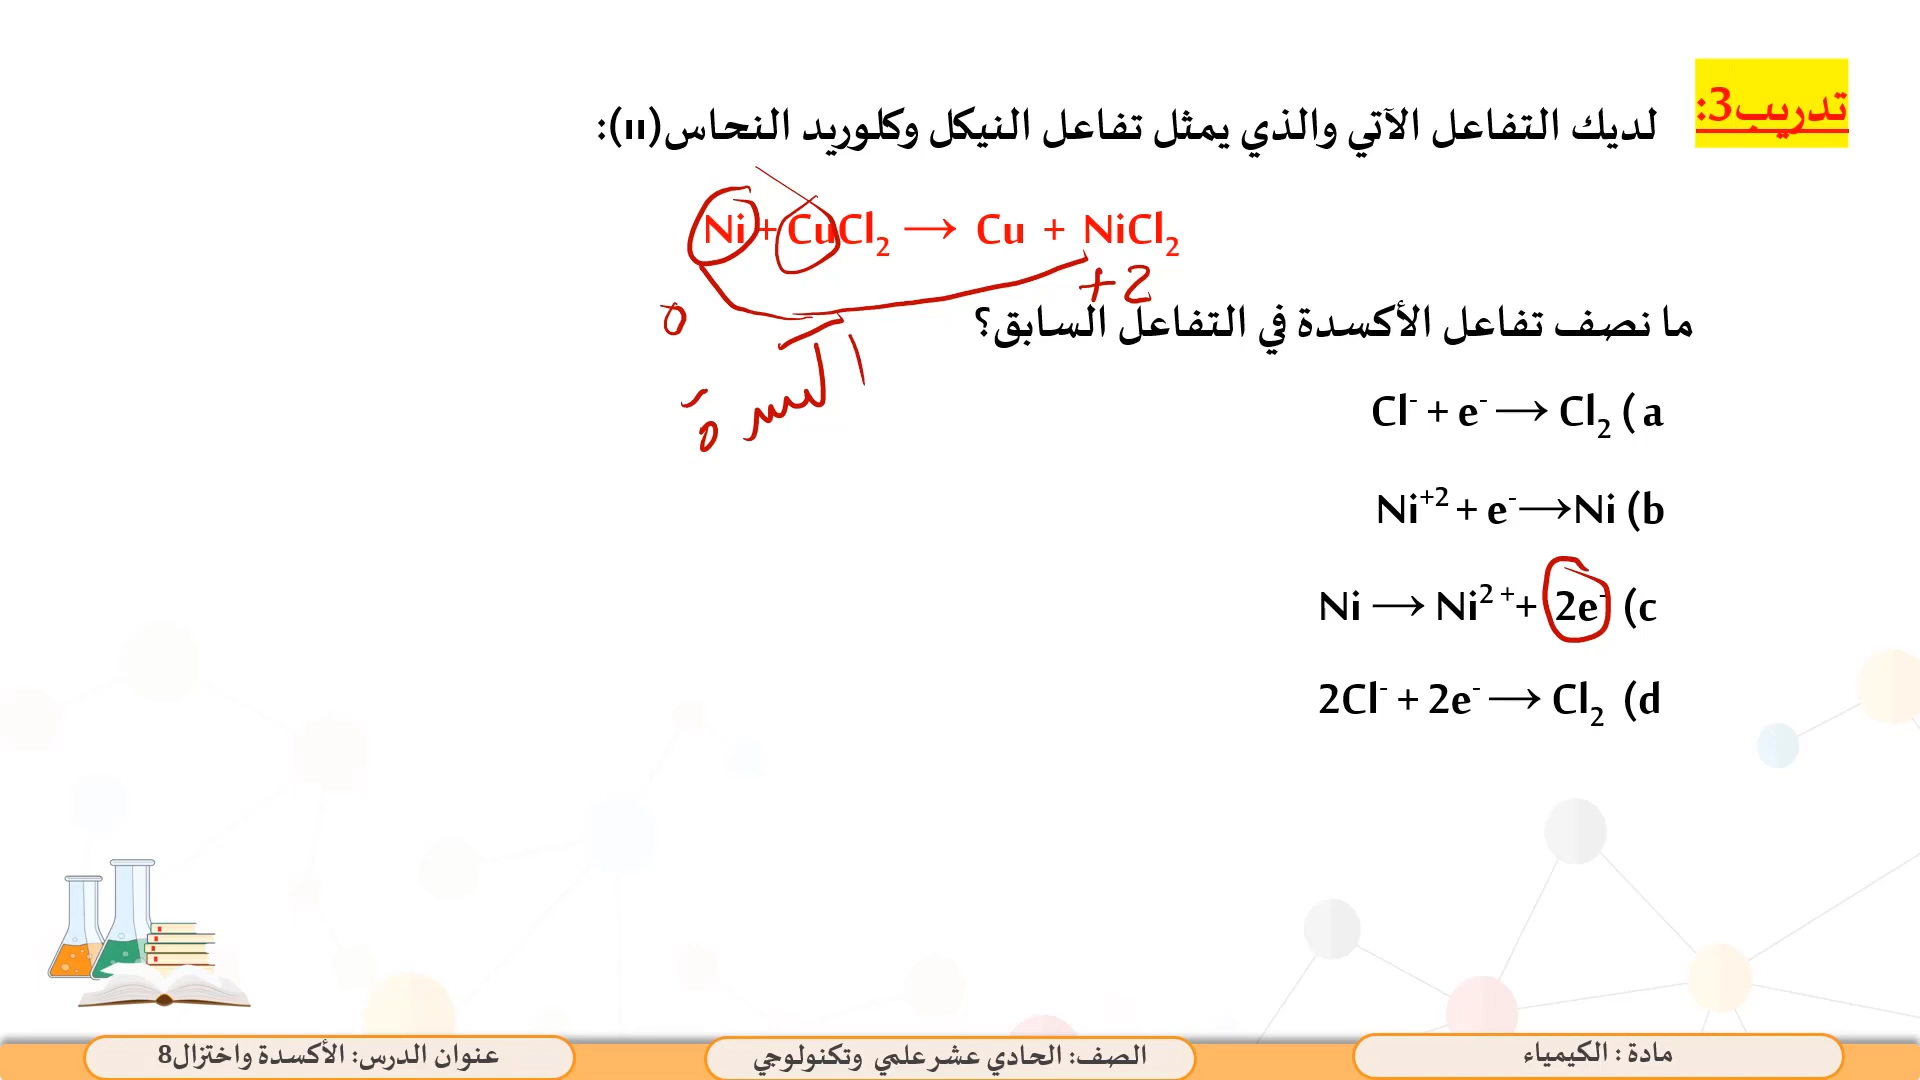 تدريب3:
لديك التفاعل الآتي والذي يمثل تفاعل النيكل وكلوريد النحاس(II):
Ni + CuCl₂ → Cu + NiCl₂
0
+2
ما نصف تفاعل الأكسدة في التفاعل السابق؟
Cl⁻ + e⁻ → Cl₂ (a
Ni⁺² + e⁻ → Ni (b
Ni → Ni²⁺ + 2e⁻ (c
2Cl⁻ + 2e⁻ → Cl₂ (d
مادة : الكيمياء
الصف: الحادي عشر علمي وتكنولوجي
عنوان الدرس: الأكسدة واختزال8